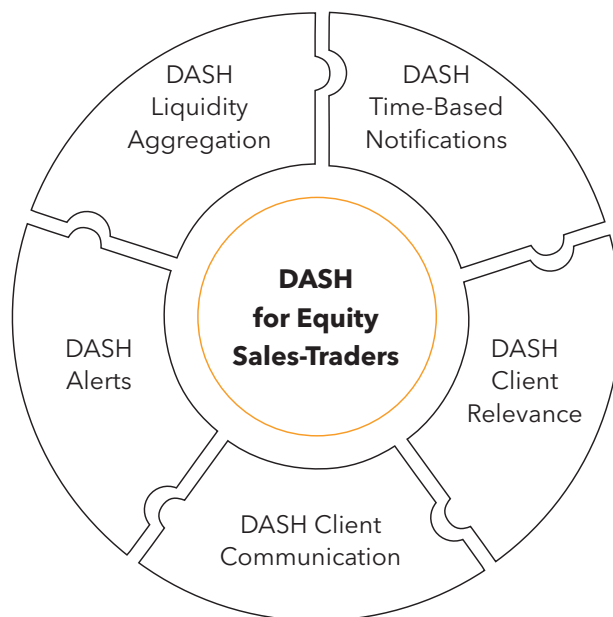 DASH
Liquidity
Aggregation
DASH
Time-Based
Notifications
DASH
for Equity
Sales-Traders
DASH
Alerts
DASH
Client
Relevance
DASH Client
Communication